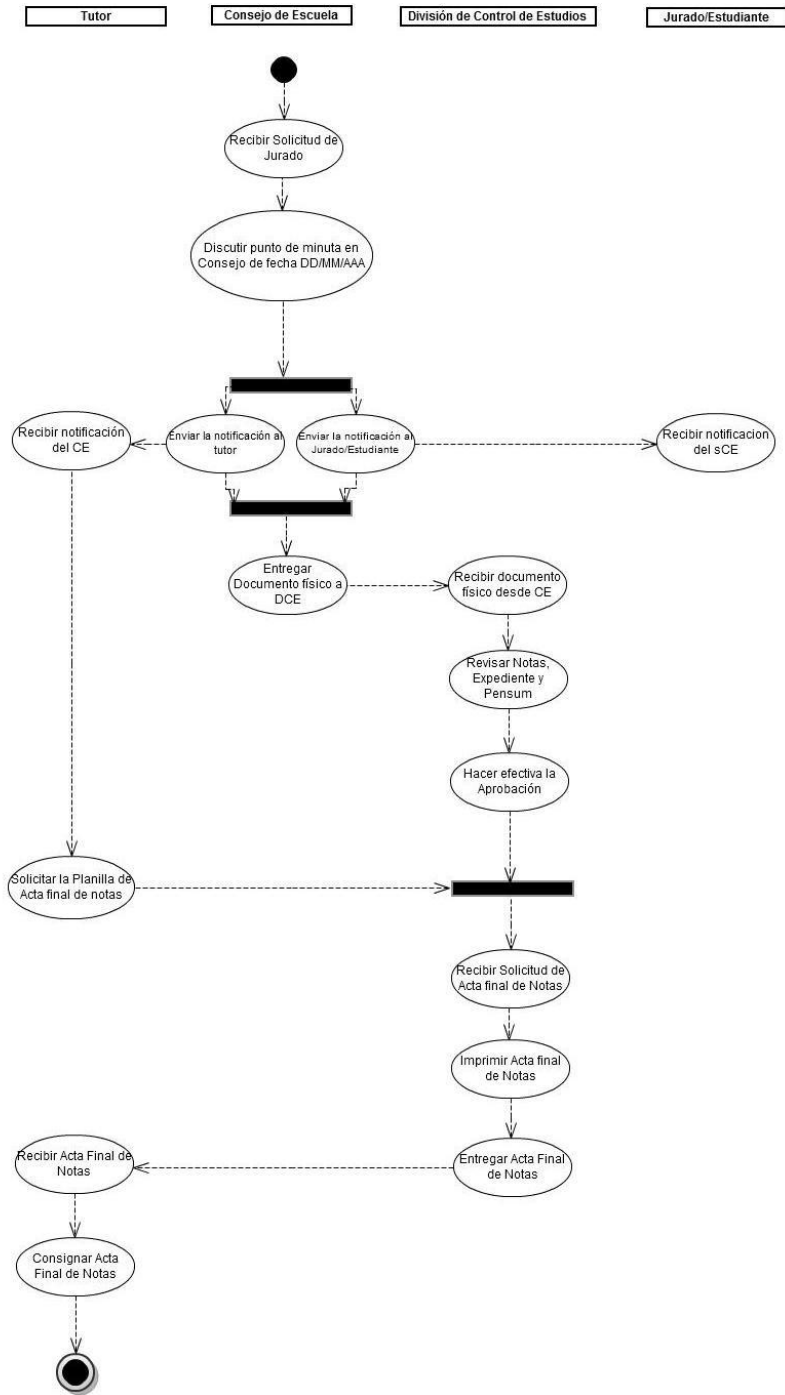 Tutor
Consejo de Escuela
División de Control de Estudios
Jurado/Estudiante
Recibir Solicitud de
Jurado
Discutir punto de minuta en
Consejo de fecha DD/MM/AAA
Recibir notificación
del CE
Enviar la notificación al
tutor
Enviar la notificación al
Jurado/Estudiante
Recibir notificacion
del sCE
Entregar
Documento físico a
DCE
Recibir documento
físico desde CE
Revisar Notas,
Expediente y
Pensum
Hacer efectiva la
Aprobación
Solicitar la Planilla de
Acta final de notas
Recibir Solicitud de
Acta final de Notas
Imprimir Acta final
de Notas
Recibir Acta Final de
Notas
Entregar Acta Final
de Notas
Consignar Acta
Final de Notas